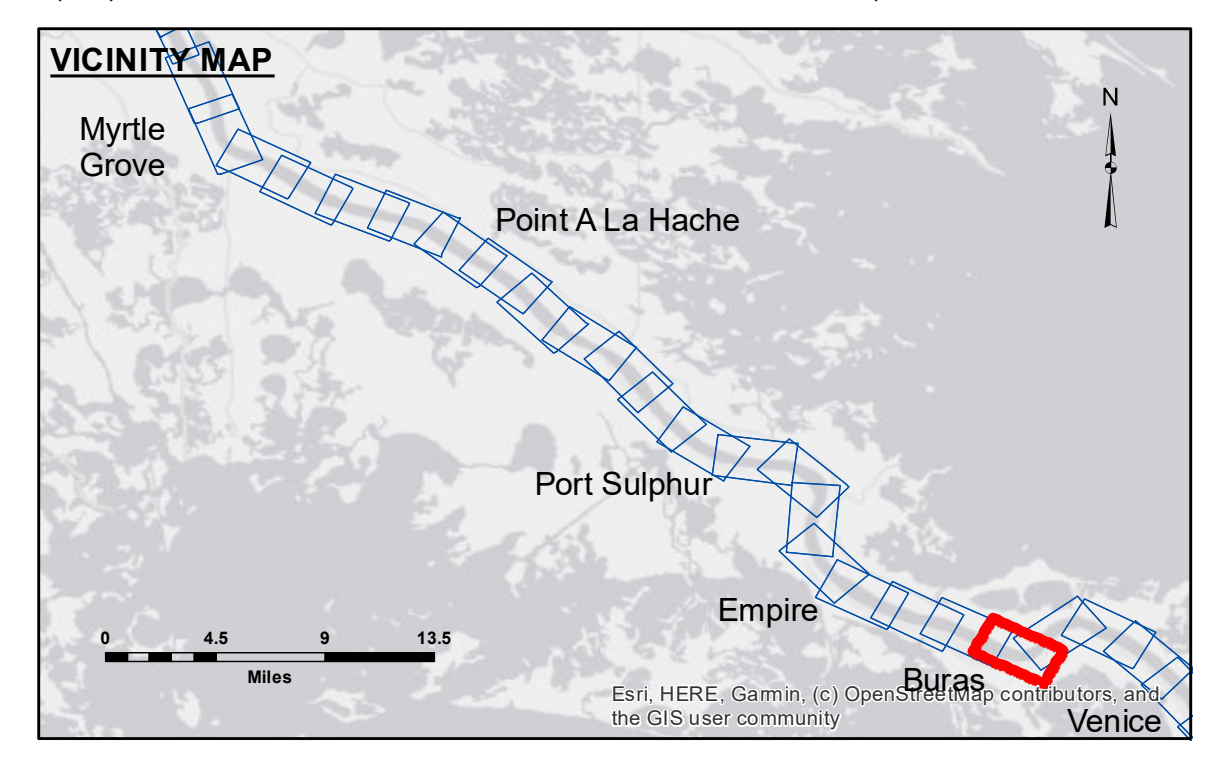 VICINITY MAP
N
Myrtle
Grove
Point A La Hache
Port Sulphur
Empire
0 4.5 9 13.5
Miles
Buras
Esri, HERE, Garmin, (c) OpenStreetMap contributors, and
the GIS user community
Venice